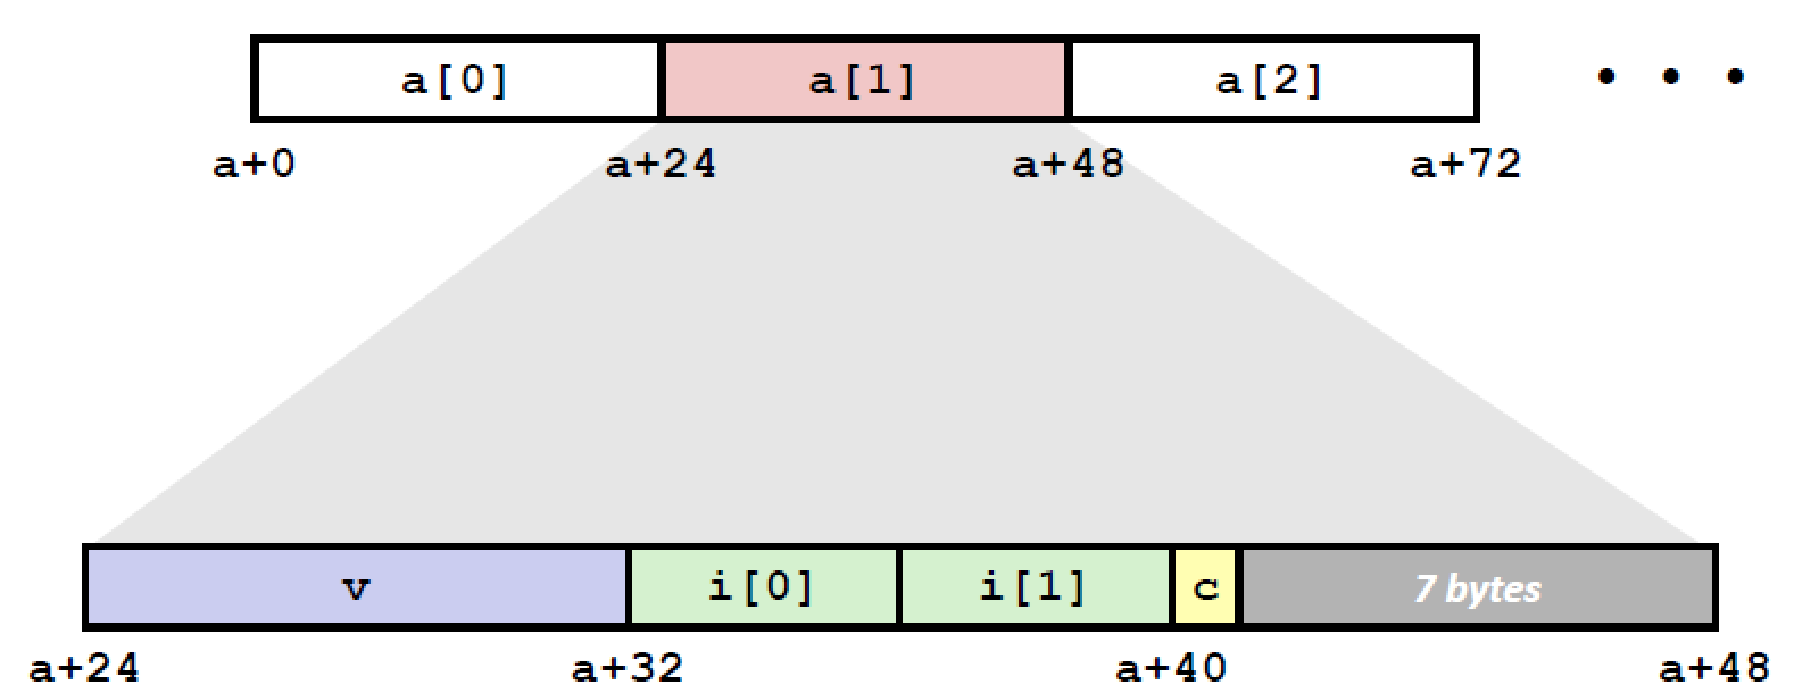 a[0] a[1] a[2] • • •
a+0 a+24 a+48 a+72
v i[0] i[1] c 7 bytes
a+24 a+32 a+40 a+48